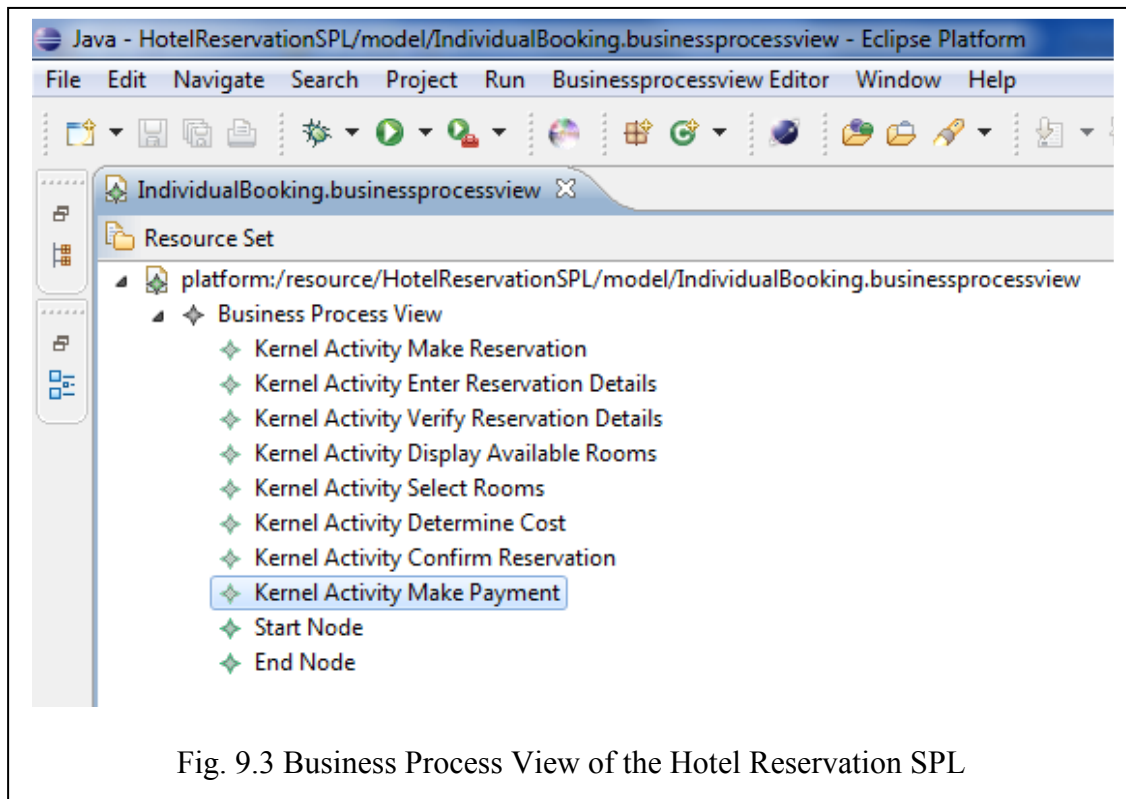 Java - HotelReservationSPL/model/IndividualBooking.businessprocessview - Eclipse Platform
File Edit Navigate Search Project Run Businessprocessview Editor Window Help
IndividualBooking.businessprocessview
Resource Set
platform:/resource/HotelReservationSPL/model/IndividualBooking.businessprocessview
Business Process View
Kernel Activity Make Reservation
Kernel Activity Enter Reservation Details
Kernel Activity Verify Reservation Details
Kernel Activity Display Available Rooms
Kernel Activity Select Rooms
Kernel Activity Determine Cost
Kernel Activity Confirm Reservation
Kernel Activity Make Payment
Start Node
End Node
Fig. 9.3 Business Process View of the Hotel Reservation SPL